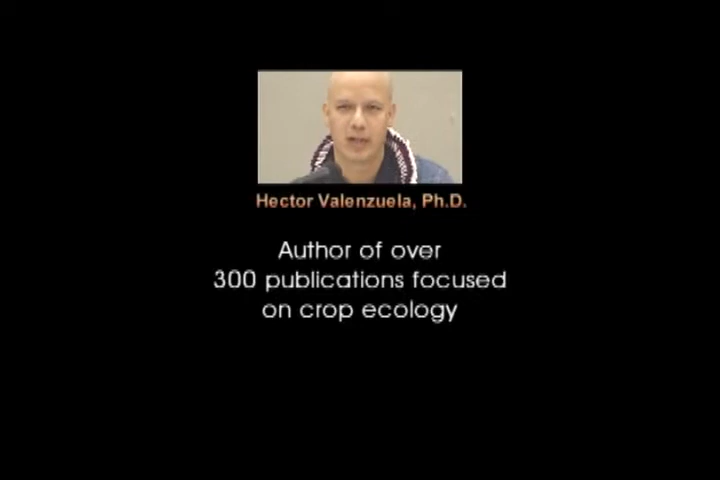 Hector Valenzuela, Ph.D.
Author of over
300 publications focused
on crop ecology